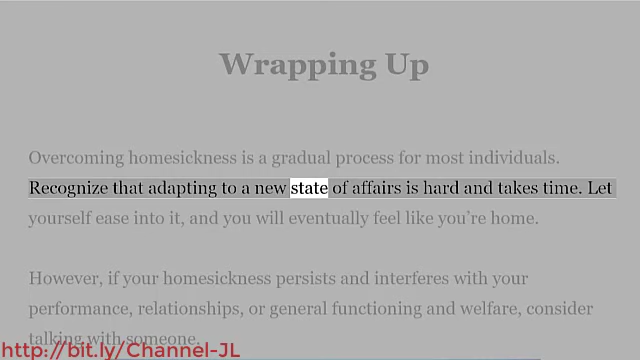 Wrapping Up
Overcoming homesickness is a gradual process for most individuals.
Recognize that adapting to a new state of affairs is hard and takes time. Let
yourself ease into it, and you will eventually feel like you're home.
However, if your homesickness persists and interferes with your
performance, relationships, or general functioning and welfare, consider
talking with someone.
http://bit.ly/Channel-JL